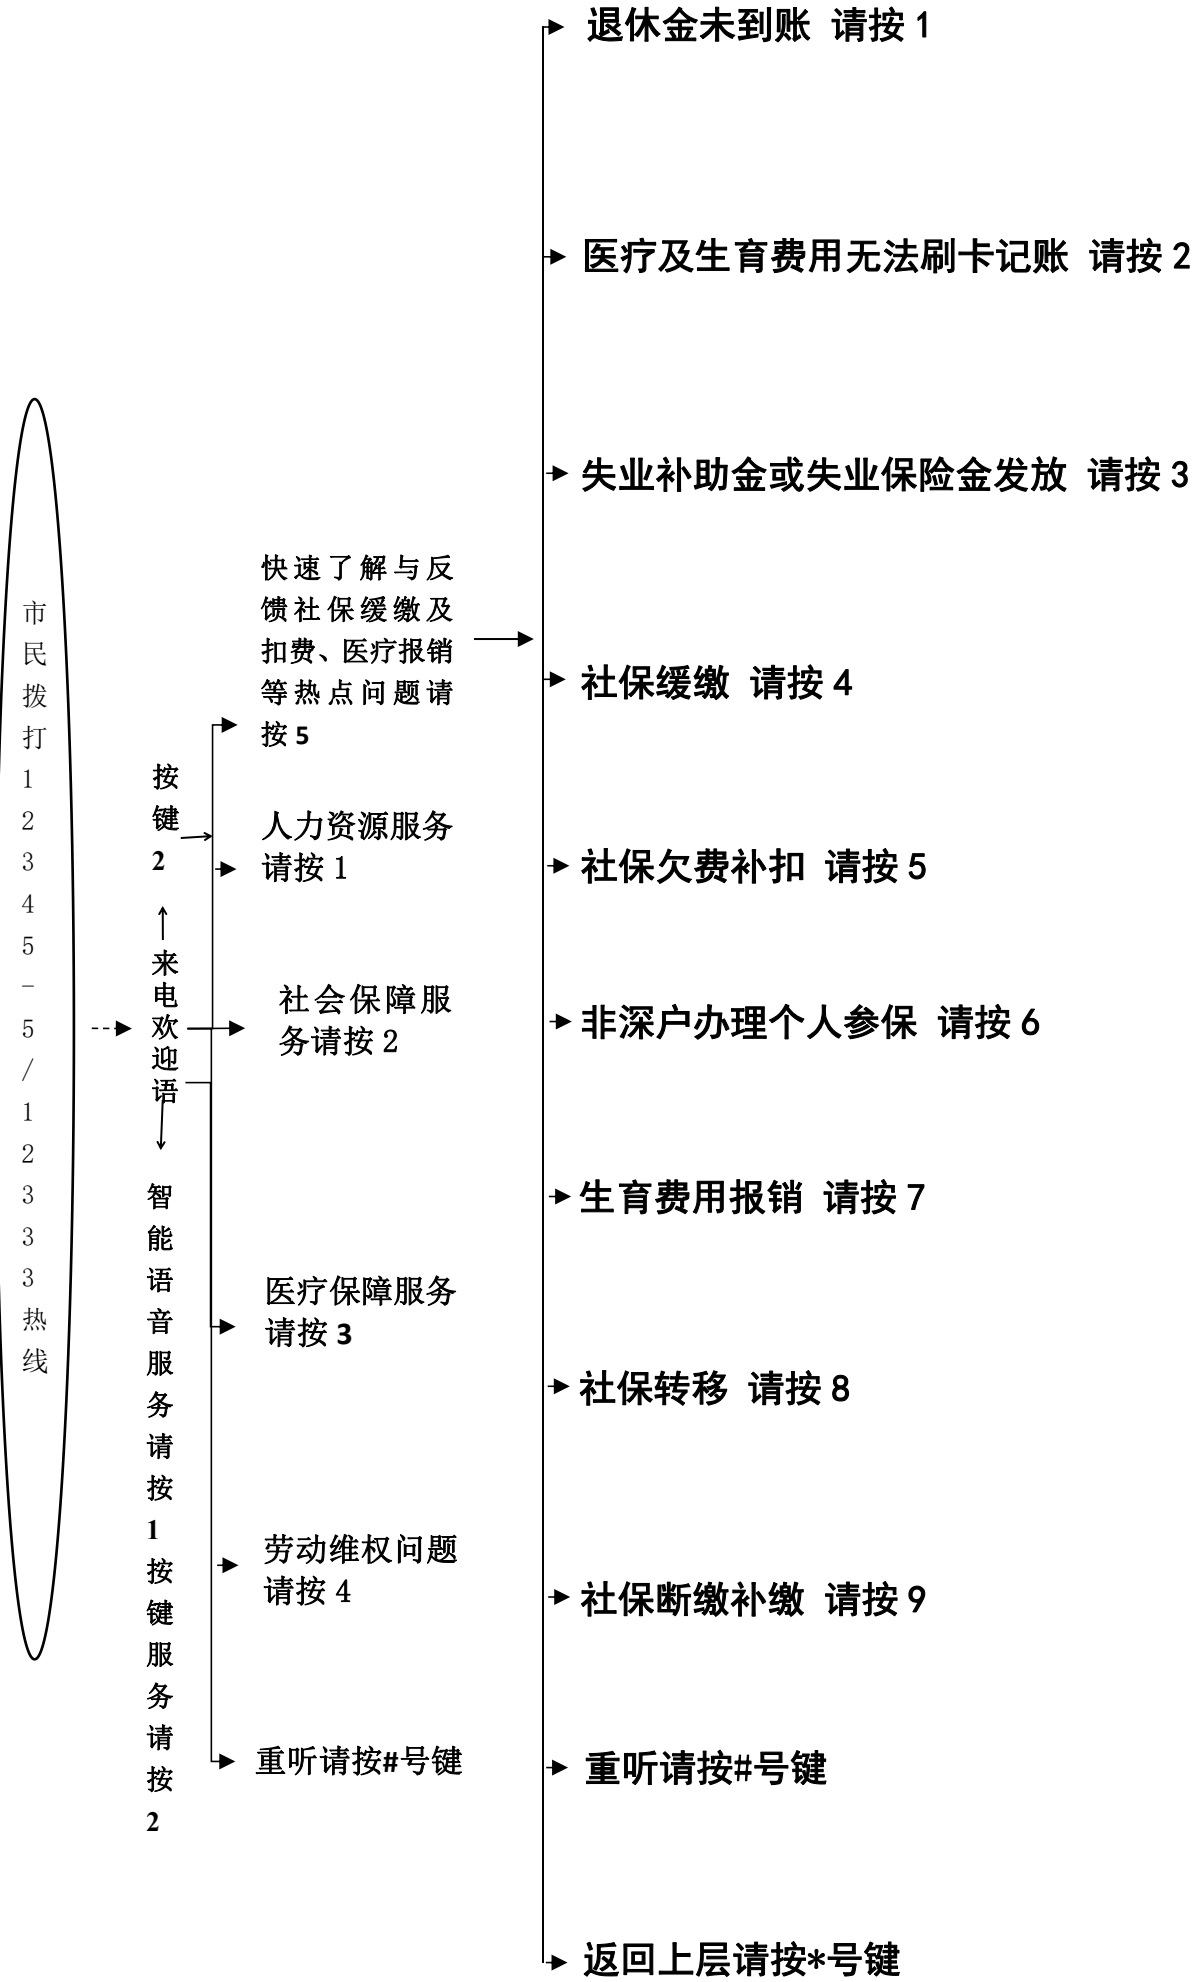 市民拨打12345-5/12333热线
按键2
来电欢迎语
智能语音服务请按1按键服务请按2
快速了解与反
馈社保缓缴及
扣费、医疗报销
等热点问题请
按5
人力资源服务
请按1
社会保障服
务请按2
医疗保障服务
请按3
劳动维权问题
请按4
重听请按#号键
退休金未到账 请按1
医疗及生育费用无法刷卡记账 请按2
失业补助金或失业保险金发放 请按3
社保缓缴 请按4
社保欠费补扣 请按5
非深户办理个人参保 请按6
生育费用报销 请按7
社保转移 请按8
社保断缴补缴 请按9
重听请按#号键
返回上层请按*号键